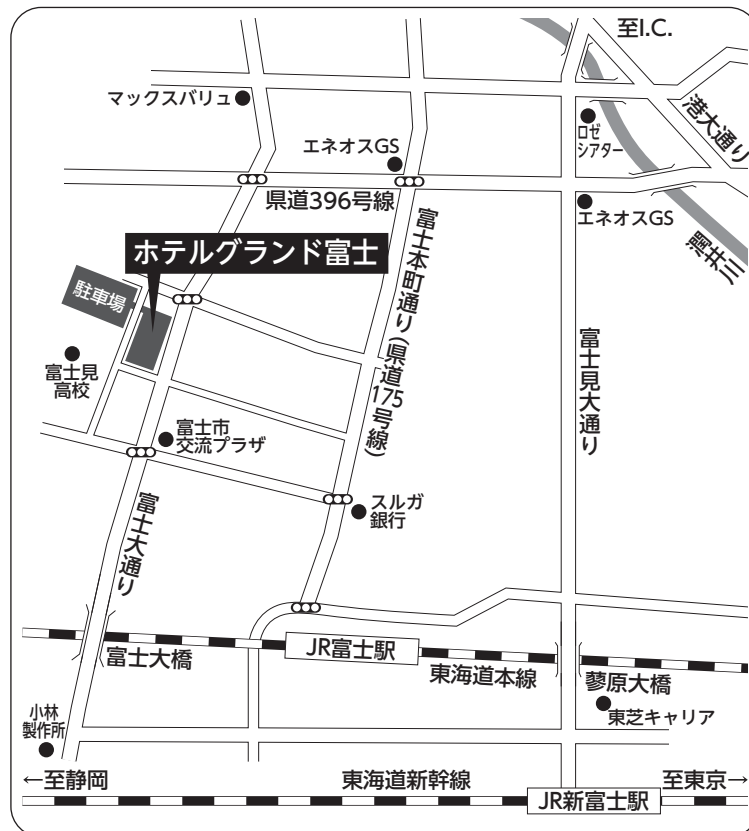 至I.C.
マックスバリュ
港大通り
ロゼ
シアター
エネオスGS
県道396号線
エネオスGS
潤井川
ホテルグランド富士
富士本町通り(県道175号線)
駐車場
富士見大通り
富士見
高校
富士市
交流プラザ
スルガ
銀行
富士大通り
JR富士駅
富士大橋
東海道本線
蓼原大橋
小林
製作所
東芝キャリア
←至静岡
東海道新幹線
至東京→
JR新富士駅